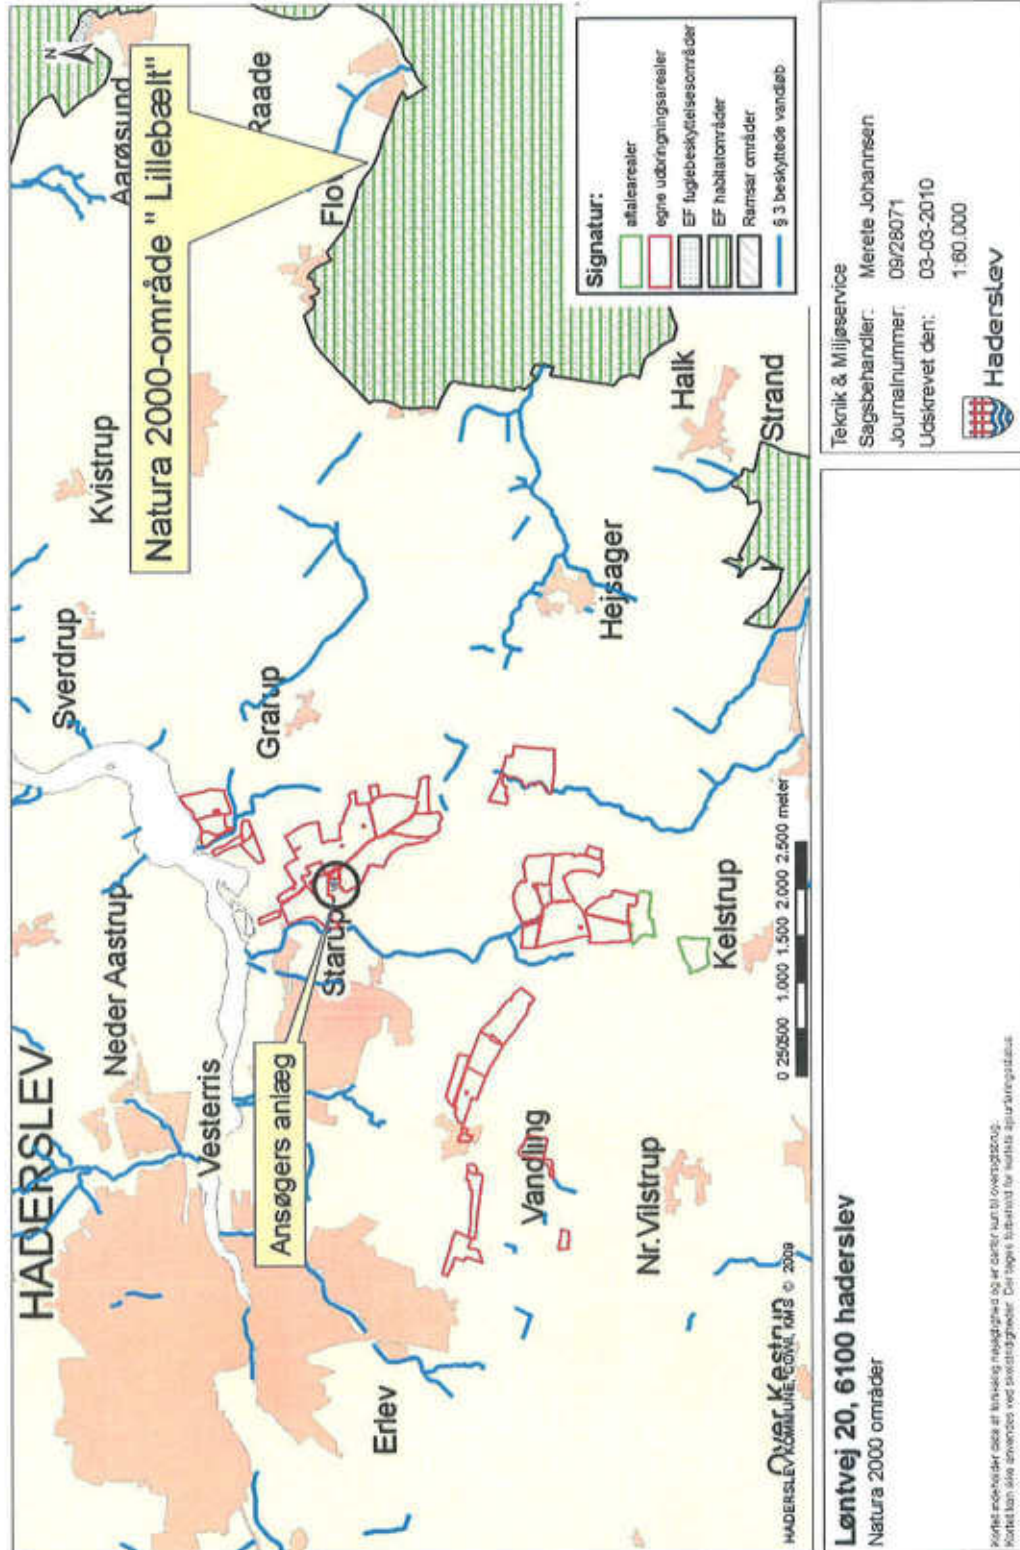 HADERSLEV
Neder Aastrup
Sverdrup
Kvistrup
Aarøsund
N
Vesterris
Natura 2000-område " Lillebælt"
Raade
Grarup
Flo
Ansøgers anlæg
Starup
Erlev
Vandling
Hejsager
Halk
Nr.Vilstrup
Kelstrup
Strand
Over Kestrup
HADERSLEV KOMMUNE, COWI, KMS © 2009
0 250500 1.000 1.500 2.000 2.500 meter
Signatur:
aftalearealer
egne udbringningsarealer
EF fuglebeskyttelsesområder
EF habitatområder
Ramsar områder
§ 3 beskyttede vandløb
Løntvej 20, 6100 haderslev
Natura 2000 områder
Teknik & Miljøservice
Sagsbehandler: Merete Johannsen
Journalnummer: 09/28071
Udskrevet den: 03-03-2010
1:60.000
Haderslev